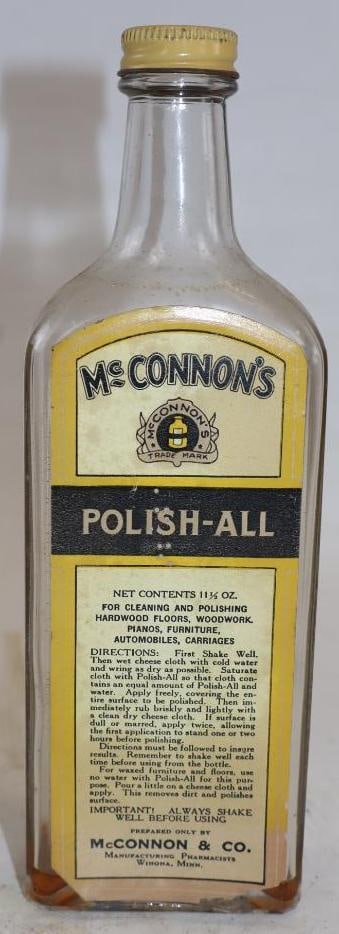 McCONNON'S
McCONNON'S
TRADE MARK
POLISH-ALL
NET CONTENTS 11½ OZ.
FOR CLEANING AND POLISHING
HARDWOOD FLOORS, WOODWORK.
PIANOS, FURNITURE,
AUTOMOBILES, CARRIAGES
DIRECTIONS: First Shake Well.
Then wet cheese cloth with cold water
and wring as dry as possible. Saturate
cloth with Polish-All so that cloth con-
tains an equal amount of Polish-All and
water. Apply freely, covering the en-
tire surface to be polished. Then im-
mediately rub briskly and lightly with
a clean dry cheese cloth. If surface is
dull or marred, apply twice, allowing
the first application to stand one or two
hours before polishing.
Directions must be followed to insure
results. Remember to shake well each
time before using from the bottle.
For waxed furniture and floors, use
no water with Polish-All for this pur-
pose. Pour a little on a cheese cloth and
apply. This removes dirt and polishes
surface.
IMPORTANT! ALWAYS SHAKE
WELL BEFORE USING
PREPARED ONLY BY
McCONNON & CO.
MANUFACTURING PHARMACISTS
WINONA, MINN.